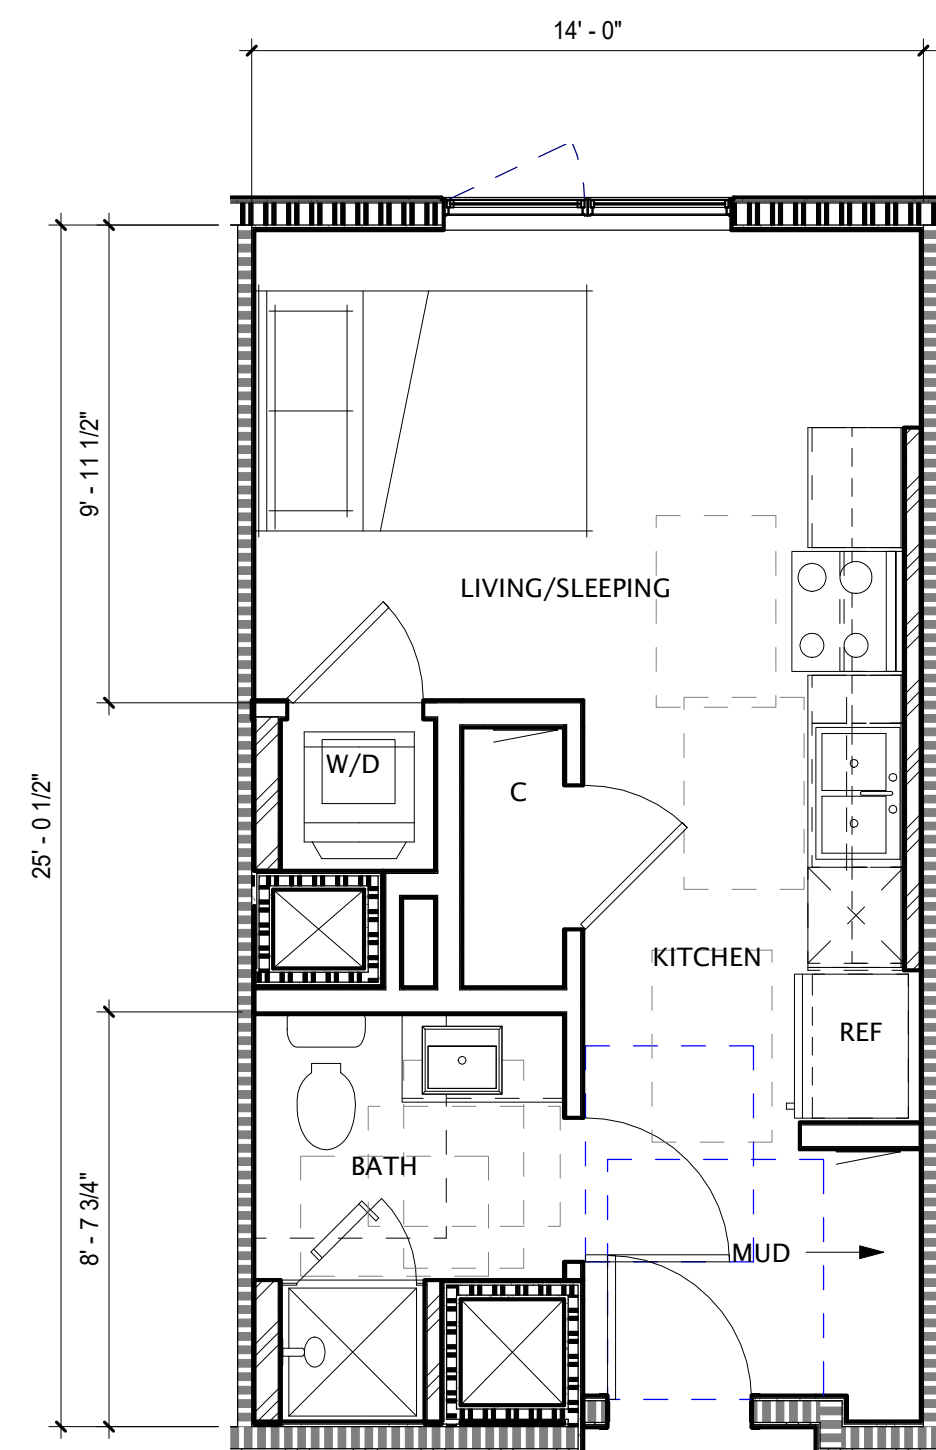 14' - 0"
9' - 11 1/2"
LIVING/SLEEPING
W/D
C
25' - 0 1/2"
KITCHEN
REF
BATH
8' - 7 3/4"
MUD